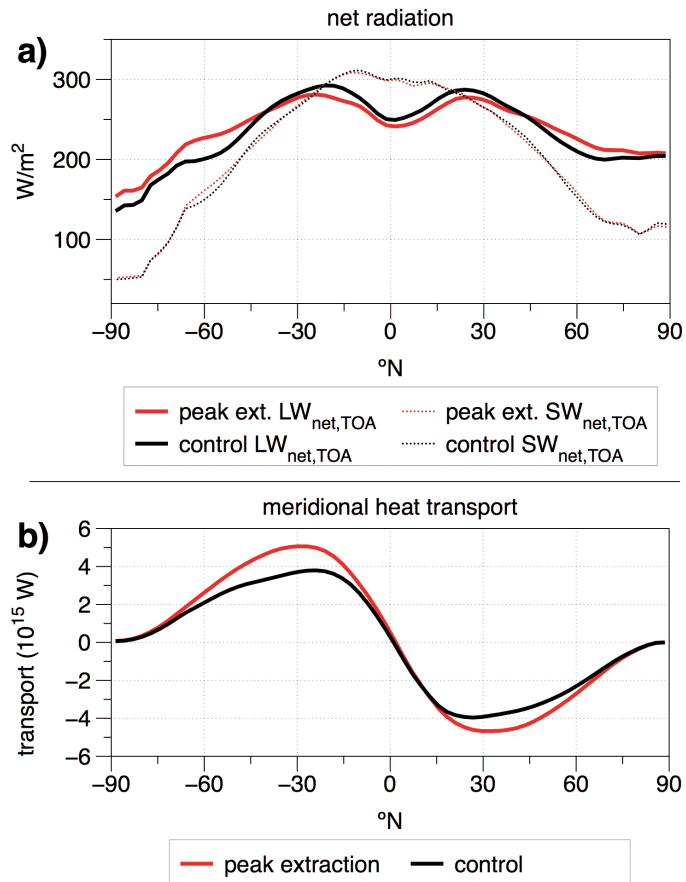 net radiation
a)
300
200
100
W/m²
−90 −60 −30 0 30 60 90
ºN
peak ext. LWnet,TOA peak ext. SWnet,TOA
control LWnet,TOA control SWnet,TOA
meridional heat transport
b)
6
4
2
0
−2
−4
−6
transport (10¹⁵ W)
−90 −60 −30 0 30 60 90
ºN
peak extraction control